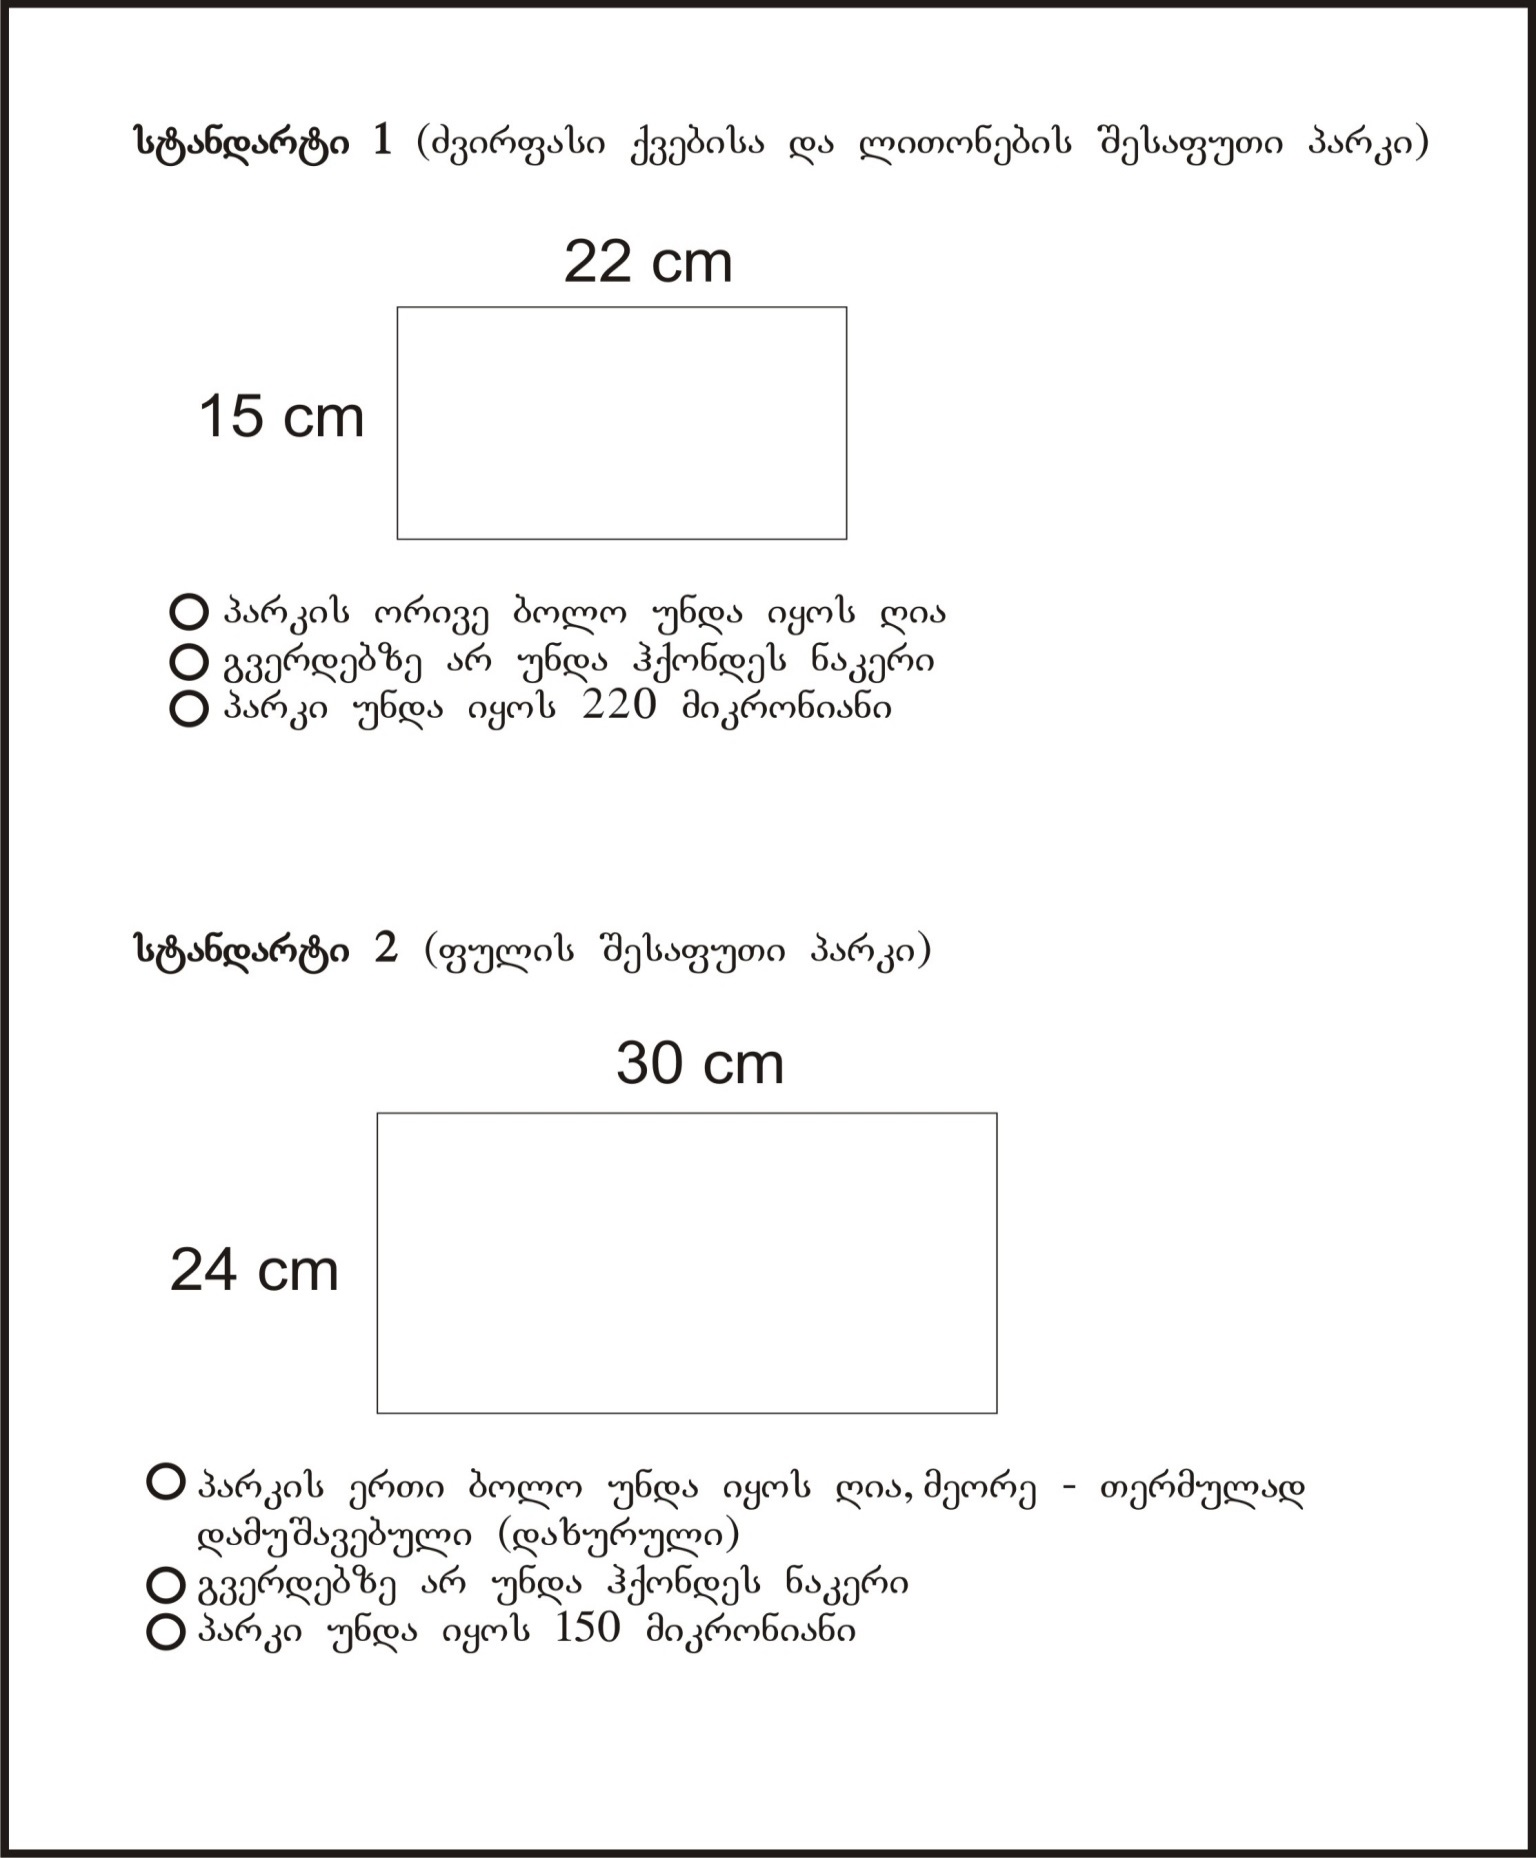 სტანდარტი 1 (ძვირფასი ქვებისა და ლითონების შესაფუთი პარკი)
22 cm
15 cm
პარკის ორივე ბოლო უნდა იყოს ღია
გვერდებზე არ უნდა ჰქონდეს ნაკერი
პარკი უნდა იყოს 220 მიკრონიანი
სტანდარტი 2 (ფულის შესაფუთი პარკი)
30 cm
24 cm
პარკის ერთი ბოლო უნდა იყოს ღია, მეორე - თერმულად
დამუშავებული (დახურული)
გვერდებზე არ უნდა ჰქონდეს ნაკერი
პარკი უნდა იყოს 150 მიკრონიანი